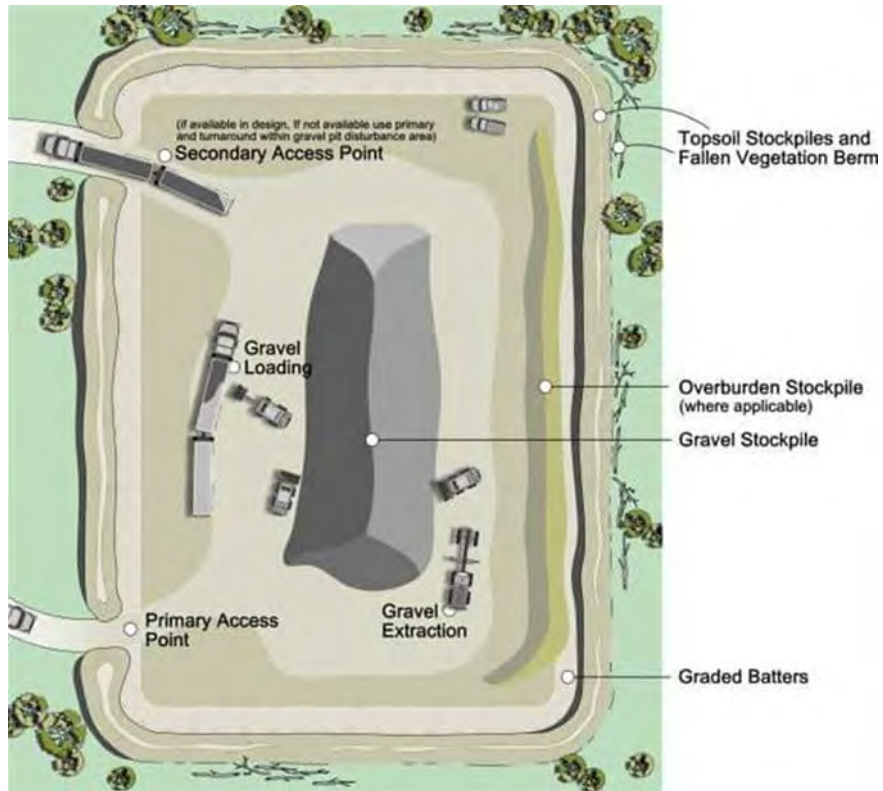 (if available in design, If not available use primary
and turnaround within gravel pit disturbance area)
Secondary Access Point
Topsoil Stockpiles and
Fallen Vegetation Berm
Gravel
Loading
Overburden Stockpile
(where applicable)
Gravel Stockpile
Primary Access
Point
Gravel
Extraction
Graded Batters